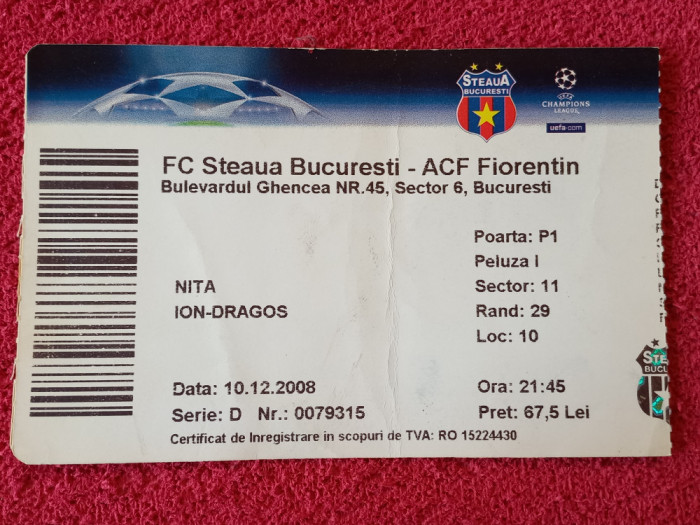 STEAUA
BUCURESTI
UEFA
CHAMPIONS
LEAGUE
uefa.com
FC Steaua Bucuresti - ACF Fiorentin
Bulevardul Ghencea NR.45, Sector 6, Bucuresti
Poarta: P1
Peluza I
NITA
Sector: 11
ION-DRAGOS
Rand: 29
Loc: 10
Data: 10.12.2008
Ora: 21:45
Serie: D Nr.: 0079315
Pret: 67,5 Lei
Certificat de Inregistrare in scopuri de TVA: RO 15224430